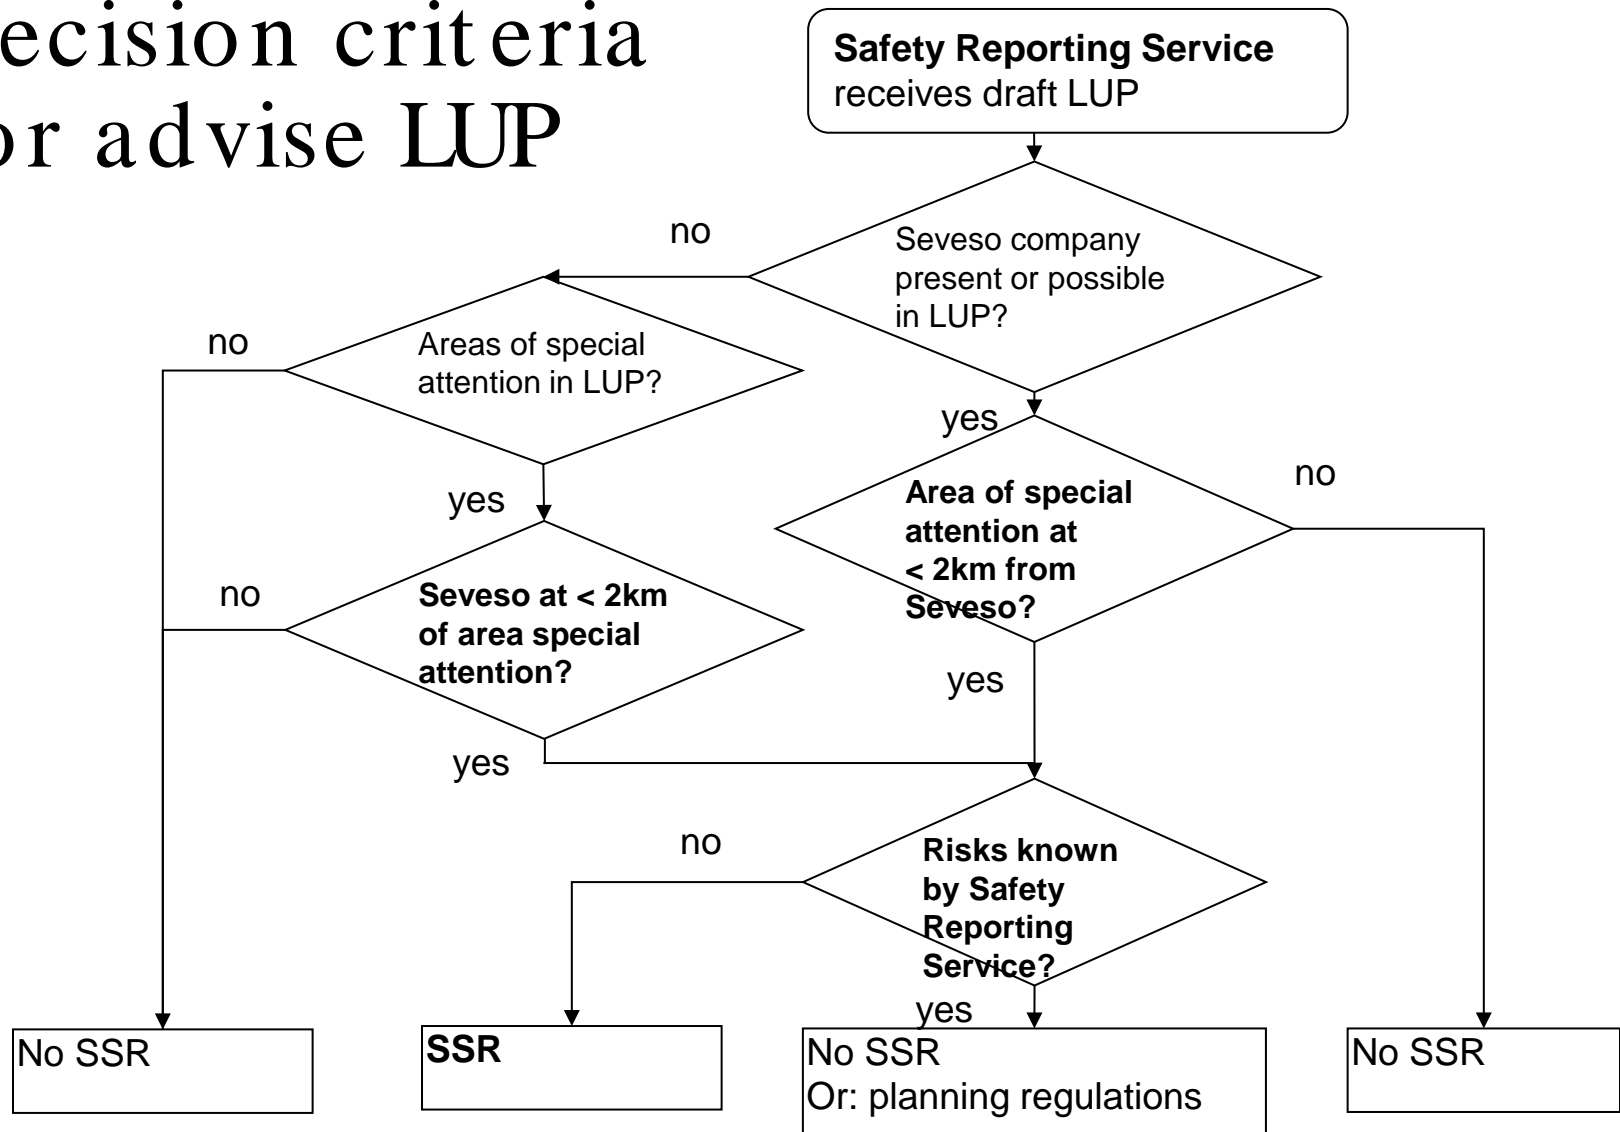 ecision criteria
or advise LUP
Safety Reporting Service
receives draft LUP
no
Seveso company
present or possible
in LUP?
no
Areas of special
attention in LUP?
yes
no
yes
Area of special
attention at
< 2km from
Seveso?
no
Seveso at < 2km
of area special
attention?
yes
yes
no
Risks known
by Safety
Reporting
Service?
yes
No SSR
SSR
No SSR
Or: planning regulations
No SSR